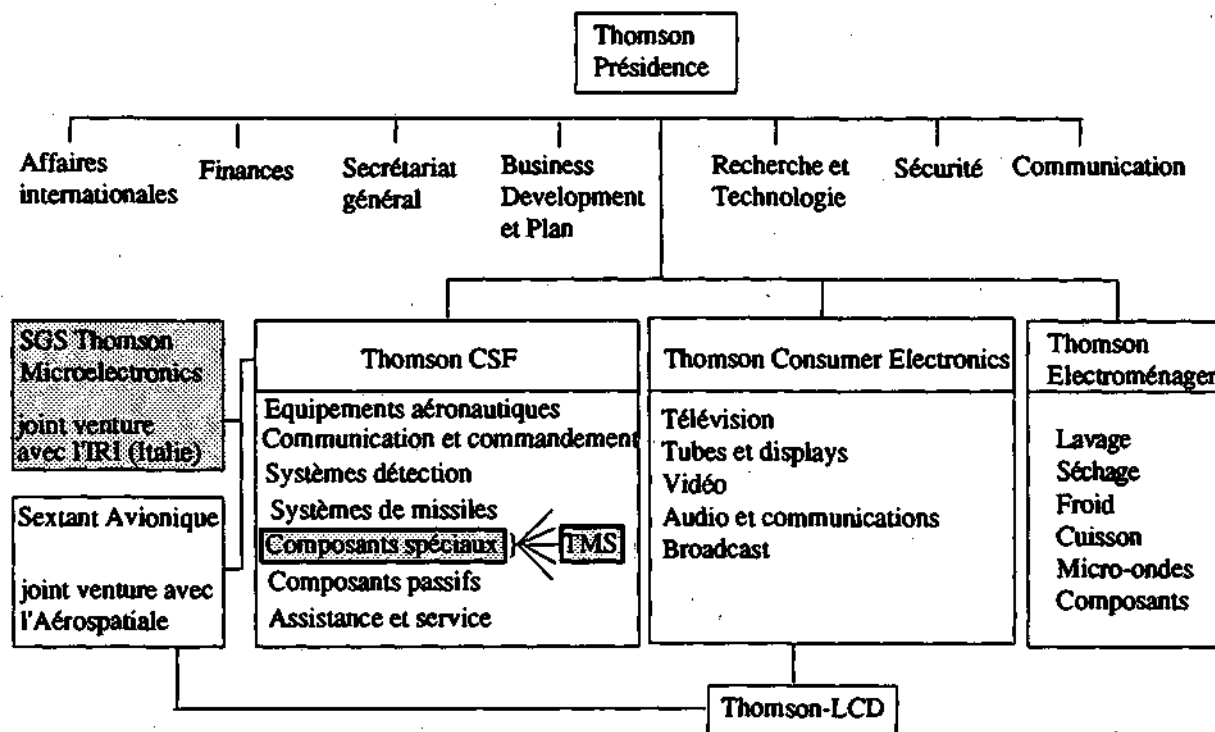 Thomson
Présidence
Affaires
internationales
Finances
Secrétariat
général
Business
Development
et Plan
Recherche et
Technologie
Sécurité
Communication
SGS Thomson
Microelectronics
joint venture
avec l'IRI (Italie)
Sextant Avionique
joint venture avec
l'Aérospatiale
Thomson CSF
Equipements aéronautiques
Communication et commandement
Systèmes détection
Systèmes de missiles
Composants spéciaux
TMS
Composants passifs
Assistance et service
Thomson Consumer Electronics
Télévision
Tubes et displays
Vidéo
Audio et communications
Broadcast
Thomson
Electroménager
Lavage
Séchage
Froid
Cuisson
Micro-ondes
Composants
Thomson-LCD